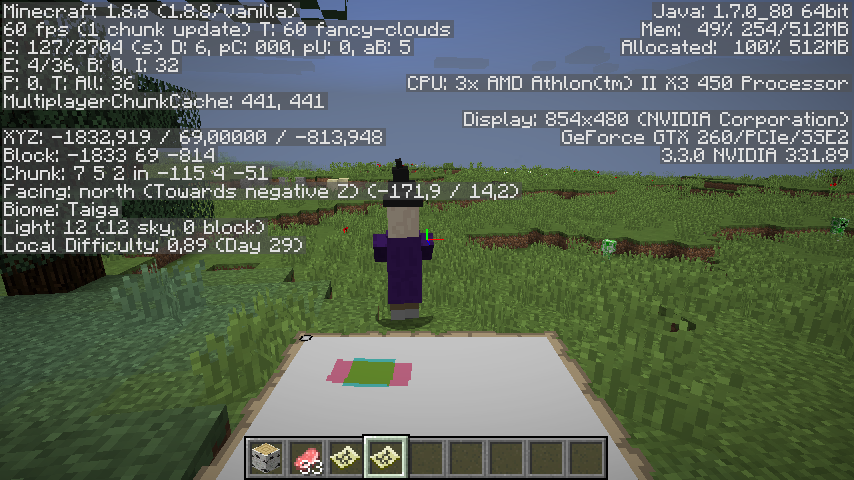 Minecraft 1.8.8 (1.8.8/vanilla)
60 fps (1 chunk update) T: 60 fancy-clouds
C: 127/2704 (s) D: 6, pC: 000, pU: 0, aB: 5
E: 4/36, B: 0, I: 32
P: 0, T: All: 36
MultiplayerChunkCache: 441, 441
XYZ: -1832,919 / 69,00000 / -813,948
Block: -1833 69 -814
Chunk: 7 5 2 in -115 4 -51
Facing: north (Towards negative Z) (-171,9 / 14,2)
Biome: Taiga
Light: 12 (12 sky, 0 block)
Local Difficulty: 0,89 (Day 29)
Java: 1.7.0_80 64bit
Mem: 49% 254/512MB
Allocated: 100% 512MB
CPU: 3x AMD Athlon(tm) II X3 450 Processor
Display: 854x480 (NVIDIA Corporation)
GeForce GTX 260/PCIe/SSE2
3.3.0 NVIDIA 331.89
33